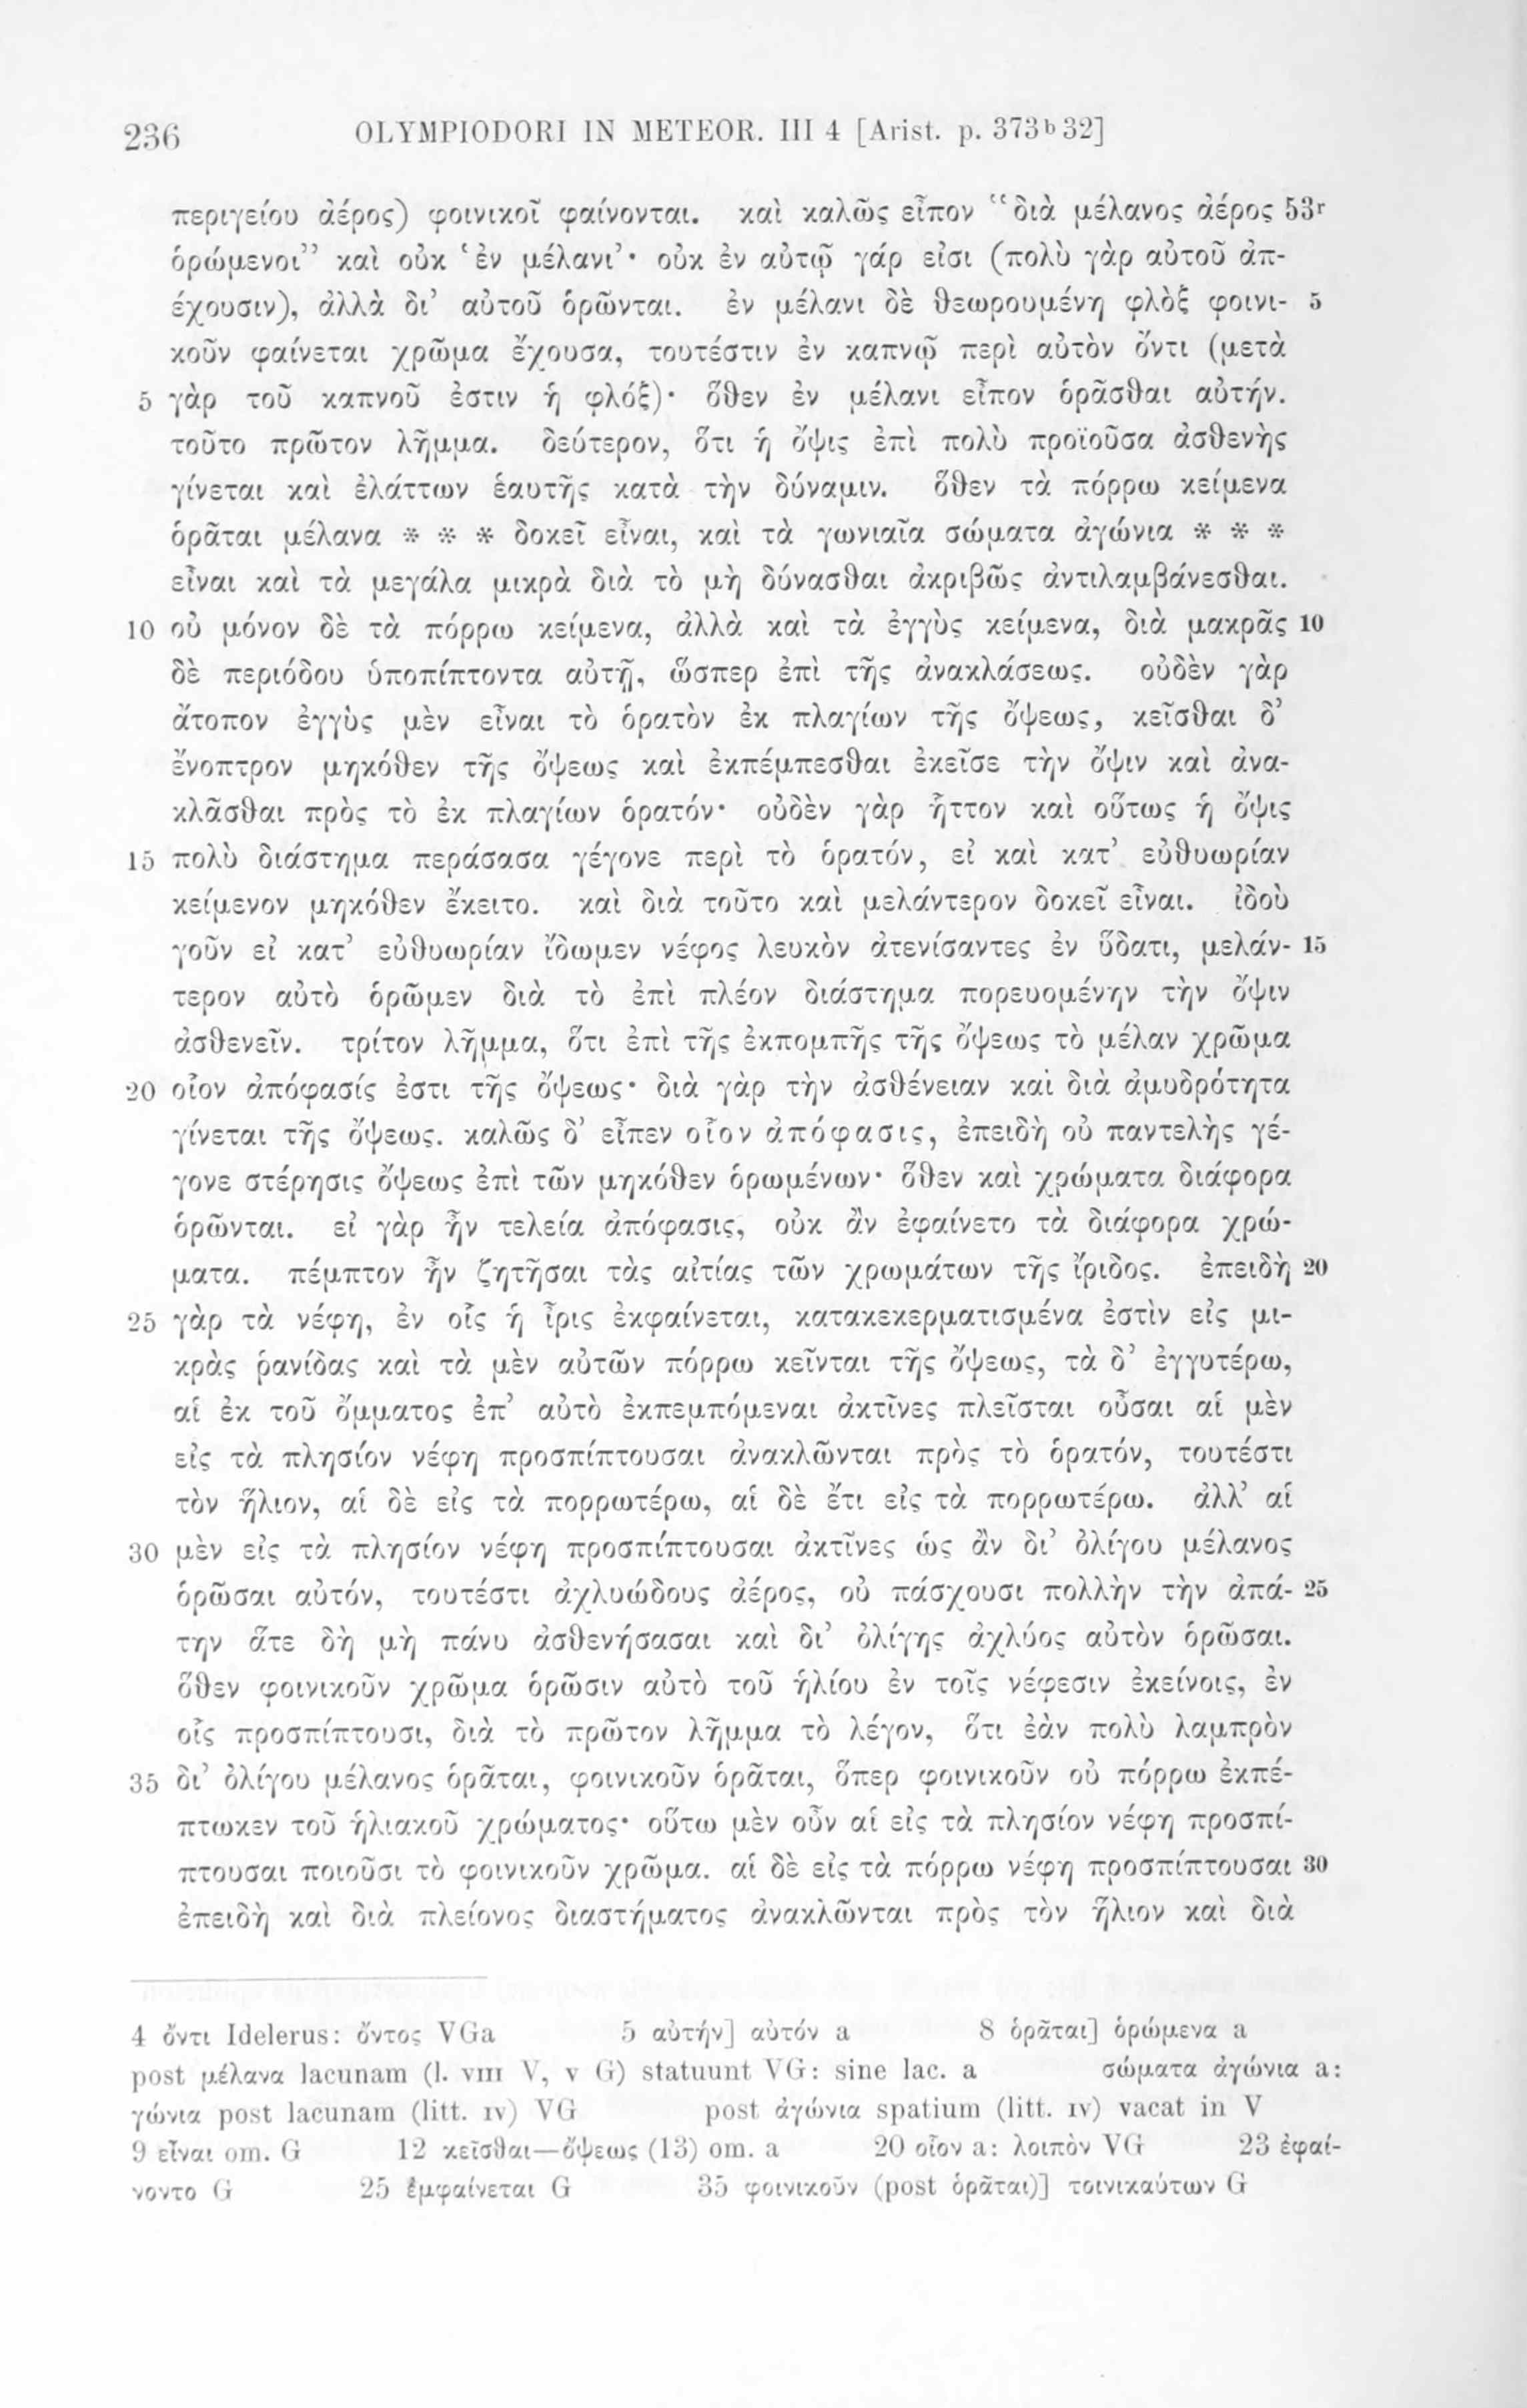 236 OLYMPIODORI IN METEOR. III 4 [Arist. p. 373b32]
περιγείου ἀέρος) φοινικοῖ φαίνονται. καὶ καλῶς εἶπον “διὰ μέλανος ἀέρος 53r
ὁρώμενοι” καὶ οὐκ ‘ἐν μέλανι’· οὐκ ἐν αὐτῷ γάρ εἰσι (πολὺ γὰρ αὐτοῦ ἀπ-
έχουσιν), ἀλλὰ δι’ αὐτοῦ ὁρῶνται. ἐν μέλανι δὲ θεωρουμένη φλὸξ φοινι- 5
κοῦν φαίνεται χρῶμα ἔχουσα, τουτέστιν ἐν καπνῷ περὶ αὐτὸν ὄντι (μετὰ
5 γὰρ τοῦ καπνοῦ ἐστιν ἡ φλόξ)· ὅθεν ἐν μέλανι εἶπον ὁρᾶσθαι αὐτήν.
τοῦτο πρῶτον λῆμμα. δεύτερον, ὅτι ἡ ὄψις ἐπὶ πολὺ προϊοῦσα ἀσθενὴς
γίνεται καὶ ἐλάττων ἑαυτῆς κατὰ τὴν δύναμιν. ὅθεν τὰ πόρρω κείμενα
ὁρᾶται μέλανα * * * δοκεῖ εἶναι, καὶ τὰ γωνιαῖα σώματα ἀγώνια * * *
εἶναι καὶ τὰ μεγάλα μικρὰ διὰ τὸ μὴ δύνασθαι ἀκριβῶς ἀντιλαμβάνεσθαι.
10 οὐ μόνον δὲ τὰ πόρρω κείμενα, ἀλλὰ καὶ τὰ ἐγγὺς κείμενα, διὰ μακρᾶς 10
δὲ περιόδου ὑποπίπτοντα αὐτῇ, ὥσπερ ἐπὶ τῆς ἀνακλάσεως. οὐδὲν γὰρ
ἄτοπον ἐγγὺς μὲν εἶναι τὸ ὁρατὸν ἐκ πλαγίων τῆς ὄψεως, κεῖσθαι δ’
ἔνοπτρον μηκόθεν τῆς ὄψεως καὶ ἐκπέμπεσθαι ἐκεῖσε τὴν ὄψιν καὶ ἀνα-
κλᾶσθαι πρὸς τὸ ἐκ πλαγίων ὁρατόν· οὐδὲν γὰρ ἧττον καὶ οὕτως ἡ ὄψις
15 πολὺ διάστημα περάσασα γέγονε περὶ τὸ ὁρατόν, εἰ καὶ κατ’ εὐθυωρίαν
κείμενον μηκόθεν ἔκειτο. καὶ διὰ τοῦτο καὶ μελάντερον δοκεῖ εἶναι. ἰδοὺ
γοῦν εἰ κατ’ εὐθυωρίαν ἴδωμεν νέφος λευκὸν ἀτενίσαντες ἐν ὕδατι, μελάν- 15
τερον αὐτὸ ὁρῶμεν διὰ τὸ ἐπὶ πλέον διάστημα πορευομένην τὴν ὄψιν
ἀσθενεῖν. τρίτον λῆμμα, ὅτι ἐπὶ τῆς ἐκπομπῆς τῆς ὄψεως τὸ μέλαν χρῶμα
20 οἷον ἀπόφασίς ἐστι τῆς ὄψεως· διὰ γὰρ τὴν ἀσθένειαν καὶ διὰ ἀμυδρότητα
γίνεται τῆς ὄψεως. καλῶς δ’ εἶπεν οἷον ἀπόφασις, ἐπειδὴ οὐ παντελὴς γέ-
γονε στέρησις ὄψεως ἐπὶ τῶν μηκόθεν ὁρωμένων· ὅθεν καὶ χρώματα διάφορα
ὁρῶνται. εἰ γὰρ ἦν τελεία ἀπόφασις, οὐκ ἂν ἐφαίνετο τὰ διάφορα χρώ-
ματα. πέμπτον ἦν ζητῆσαι τὰς αἰτίας τῶν χρωμάτων τῆς ἴριδος. ἐπειδὴ 20
25 γὰρ τὰ νέφη, ἐν οἷς ἡ ἶρις ἐκφαίνεται, κατακεκερματισμένα ἐστὶν εἰς μι-
κρὰς ῥανίδας καὶ τὰ μὲν αὐτῶν πόρρω κεῖνται τῆς ὄψεως, τὰ δ’ ἐγγυτέρω,
αἱ ἐκ τοῦ ὄμματος ἐπ’ αὐτὸ ἐκπεμπόμεναι ἀκτῖνες πλεῖσται οὖσαι αἱ μὲν
εἰς τὰ πλησίον νέφη προσπίπτουσαι ἀνακλῶνται πρὸς τὸ ὁρατόν, τουτέστι
τὸν ἥλιον, αἱ δὲ εἰς τὰ πορρωτέρω, αἱ δὲ ἔτι εἰς τὰ πορρωτέρω. ἀλλ’ αἱ
30 μὲν εἰς τὰ πλησίον νέφη προσπίπτουσαι ἀκτῖνες ὡς ἂν δι’ ὀλίγου μέλανος
ὁρῶσαι αὐτόν, τουτέστι ἀχλυώδους ἀέρος, οὐ πάσχουσι πολλὴν τὴν ἀπά- 25
την ἅτε δὴ μὴ πάνυ ἀσθενήσασαι καὶ δι’ ὀλίγης ἀχλύος αὐτὸν ὁρῶσαι.
ὅθεν φοινικοῦν χρῶμα ὁρῶσιν αὐτὸ τοῦ ἡλίου ἐν τοῖς νέφεσιν ἐκείνοις, ἐν
οἷς προσπίπτουσι, διὰ τὸ πρῶτον λῆμμα τὸ λέγον, ὅτι ἐὰν πολὺ λαμπρὸν
35 δι’ ὀλίγου μέλανος ὁρᾶται, φοινικοῦν ὁρᾶται, ὅπερ φοινικοῦν οὐ πόρρω ἐκπέ-
πτωκεν τοῦ ἡλιακοῦ χρώματος· οὕτω μὲν οὖν αἱ εἰς τὰ πλησίον νέφη προσπί-
πτουσαι ποιοῦσι τὸ φοινικοῦν χρῶμα. αἱ δὲ εἰς τὰ πόρρω νέφη προσπίπτουσαι 30
ἐπειδὴ καὶ διὰ πλείονος διαστήματος ἀνακλῶνται πρὸς τὸν ἥλιον καὶ διὰ
4 ὄντι Idelerus: ὄντος VGa 5 αὐτήν] αὐτόν a 8 ὁρᾶται] ὁρώμενα a
post μέλανα lacunam (l. VIII V, V G) statuunt VG: sine lac. a σώματα ἀγώνια a:
γώνια post lacunam (litt. IV) VG post ἀγώνια spatium (litt. IV) vacat in V
9 εἶναι om. G 12 κεῖσθαι—ὄψεως (13) om. a 20 οἷον a: λοιπὸν VG 23 ἐφαί-
νοντο G 25 ἐμφαίνεται G 35 φοινικοῦν (post ὁρᾶται)] τοινικαύτων G